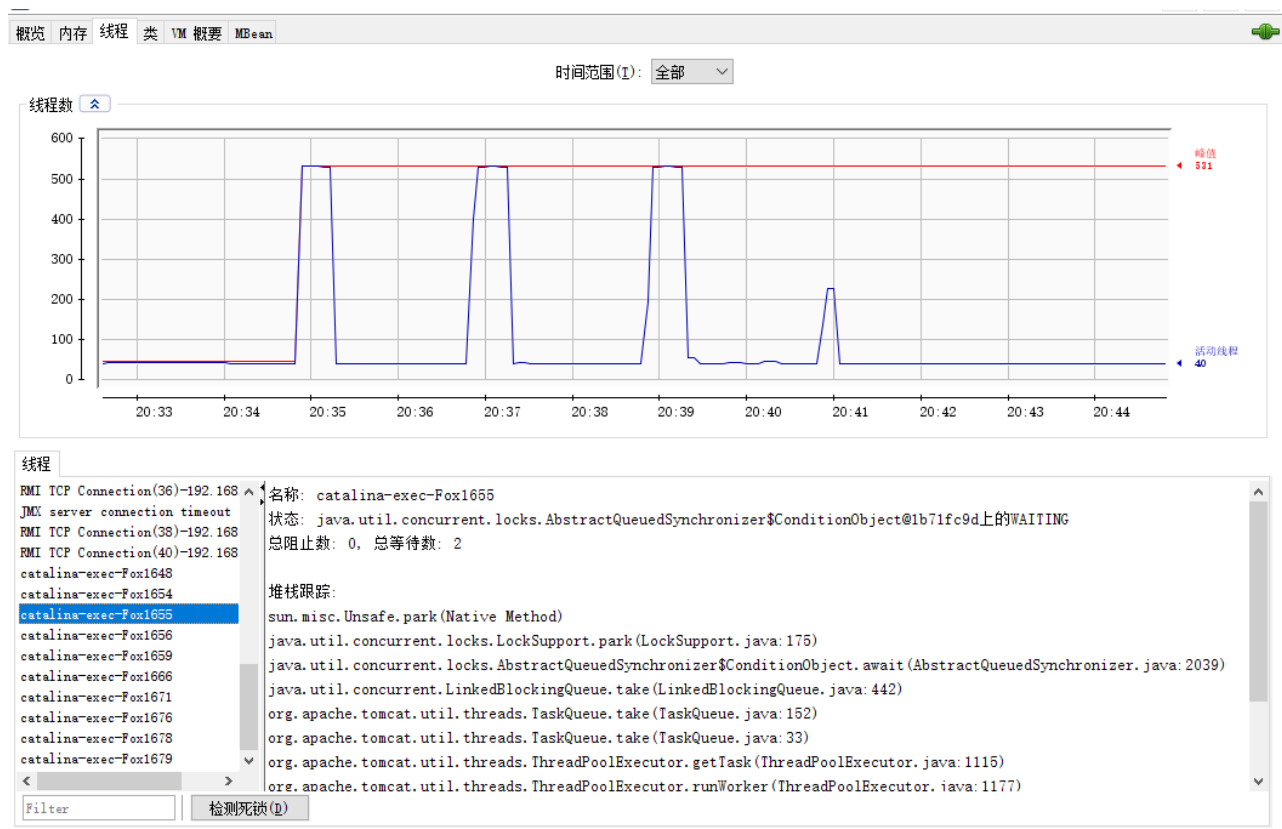 概览 内存 线程 类 VM 概要 MBean
时间范围(T): 全部
线程数
600
500
400
300
200
100
0
峰值
531
活动线程
40
20:33 20:34 20:35 20:36 20:37 20:38 20:39 20:40 20:41 20:42 20:43 20:44
线程
RMI TCP Connection(36)-192.168
JMX server connection timeout
RMI TCP Connection(38)-192.168
RMI TCP Connection(40)-192.168
catalina-exec-Fox1648
catalina-exec-Fox1654
catalina-exec-Fox1655
catalina-exec-Fox1656
catalina-exec-Fox1659
catalina-exec-Fox1666
catalina-exec-Fox1671
catalina-exec-Fox1676
catalina-exec-Fox1678
catalina-exec-Fox1679
名称: catalina-exec-Fox1655
状态: java.util.concurrent.locks.AbstractQueuedSynchronizer$ConditionObject@1b71fc9d上的WAITING
总阻止数: 0, 总等待数: 2
堆栈跟踪:
sun.misc.Unsafe.park(Native Method)
java.util.concurrent.locks.LockSupport.park(LockSupport.java:175)
java.util.concurrent.locks.AbstractQueuedSynchronizer$ConditionObject.await(AbstractQueuedSynchronizer.java:2039)
java.util.concurrent.LinkedBlockingQueue.take(LinkedBlockingQueue.java:442)
org.apache.tomcat.util.threads.TaskQueue.take(TaskQueue.java:152)
org.apache.tomcat.util.threads.TaskQueue.take(TaskQueue.java:33)
org.apache.tomcat.util.threads.ThreadPoolExecutor.getTask(ThreadPoolExecutor.java:1115)
org.apache.tomcat.util.threads.ThreadPoolExecutor.runWorker(ThreadPoolExecutor.java:1177)
Filter
检测死锁(D)